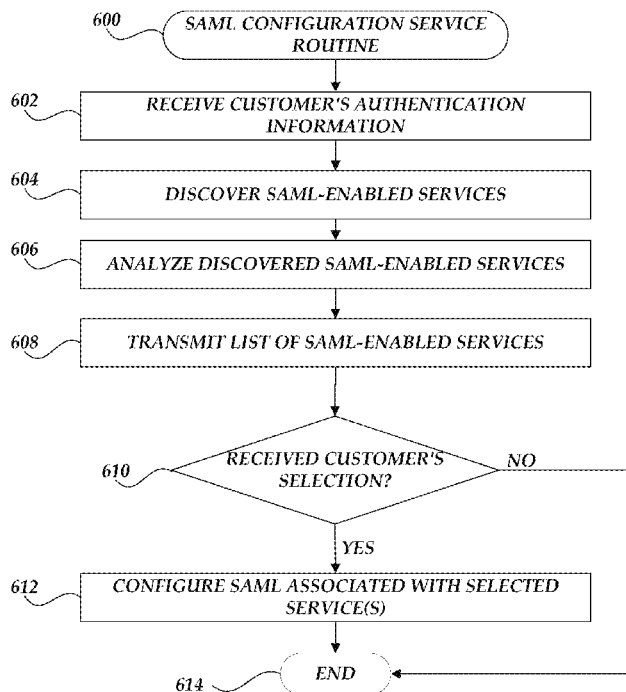 600
SAML CONFIGURATION SERVICE
ROUTINE
602
RECEIVE CUSTOMER'S AUTHENTICATION
INFORMATION
604
DISCOVER SAML-ENABLED SERVICES
606
ANALYZE DISCOVERED SAML-ENABLED SERVICES
608
TRANSMIT LIST OF SAML-ENABLED SERVICES
610
RECEIVED CUSTOMER'S
SELECTION?
NO
YES
612
CONFIGURE SAML ASSOCIATED WITH SELECTED
SERVICE(S)
614
END